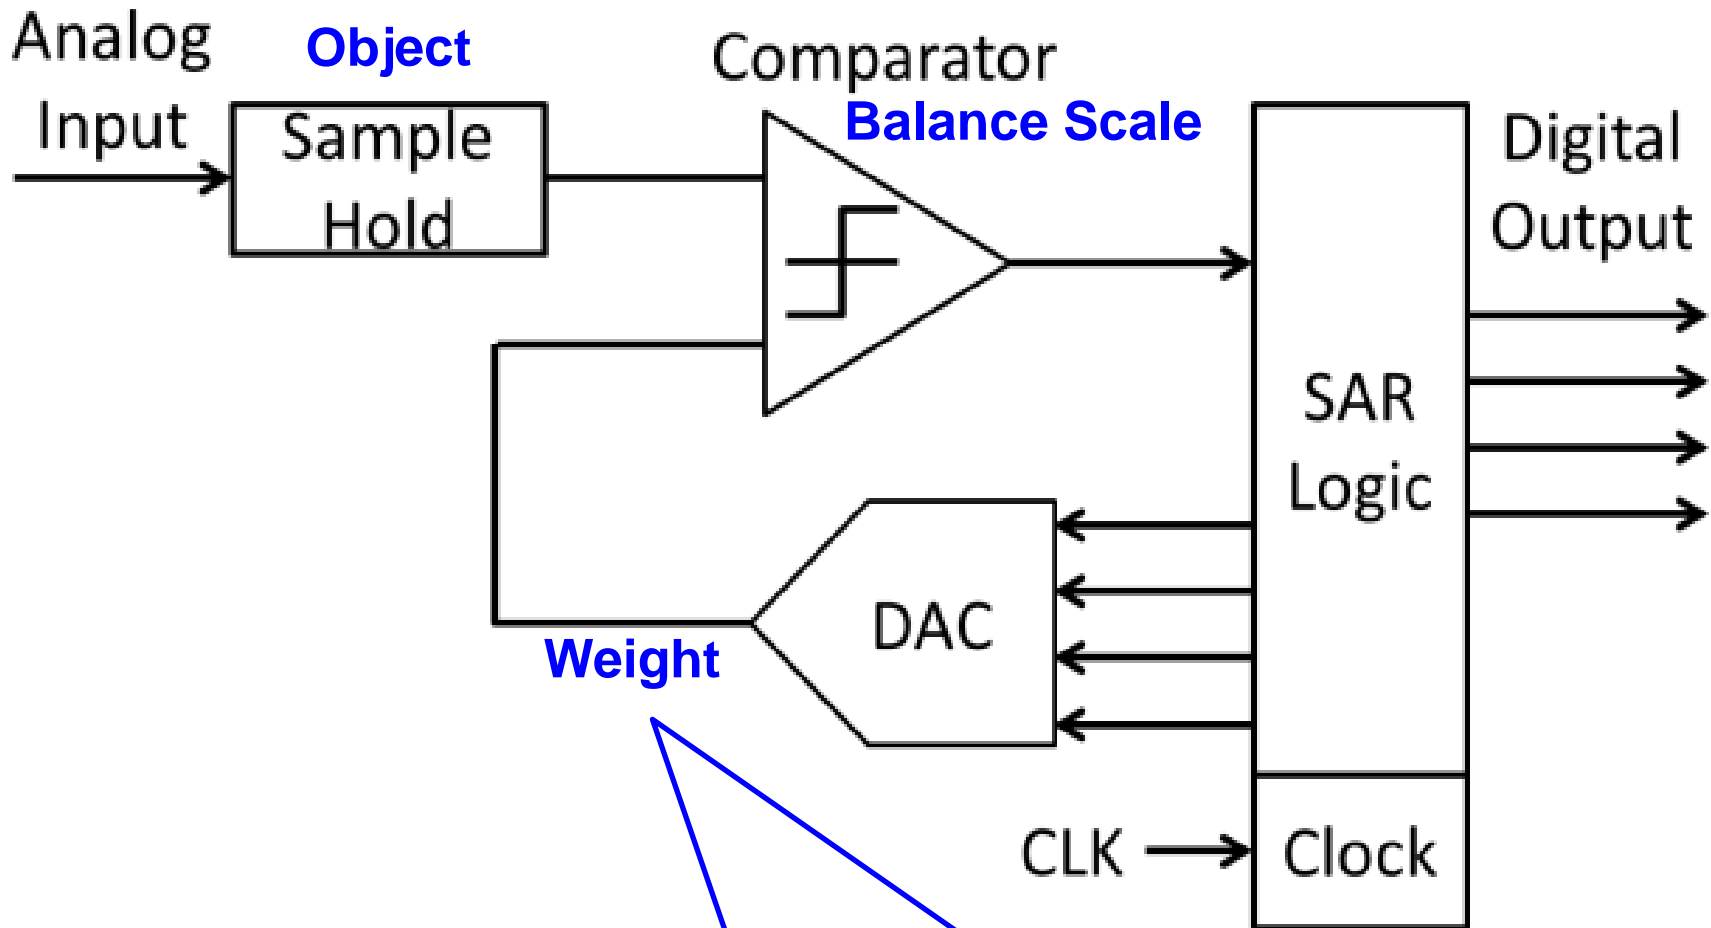 Analog
Input
Object
Sample
Hold
Comparator
Balance Scale
Digital
Output
SAR
Logic
DAC
Weight
CLK
Clock